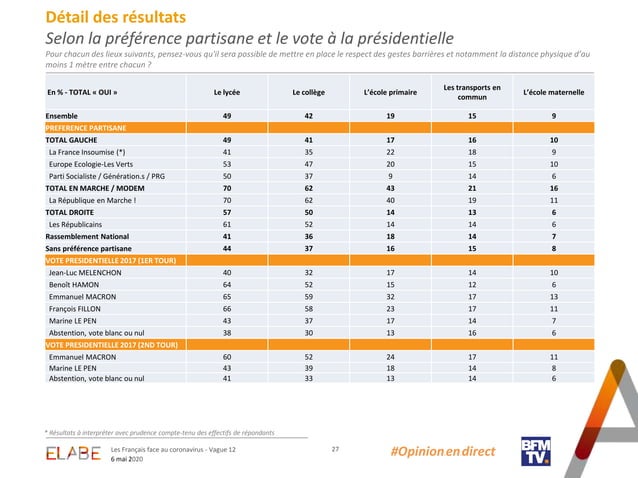 Détail des résultats
Selon la préférence partisane et le vote à la présidentielle
Pour chacun des lieux suivants, pensez-vous qu'il sera possible de mettre en place le respect des gestes barrières et notamment la distance physique d'au
moins 1 mètre entre chacun ?
En % - TOTAL « OUI » Le lycée Le collège L'école primaire Les transports en commun L'école maternelle
Ensemble 49 42 19 15 9
PREFERENCE PARTISANE
TOTAL GAUCHE 49 41 17 16 10
La France Insoumise (*) 41 35 22 18 9
Europe Ecologie-Les Verts 53 47 20 15 10
Parti Socialiste / Génération.s / PRG 50 37 9 14 6
TOTAL EN MARCHE / MODEM 70 62 43 21 16
La République en Marche ! 70 62 40 19 11
TOTAL DROITE 57 50 14 13 6
Les Républicains 61 52 14 14 6
Rassemblement National 41 36 18 14 7
Sans préférence partisane 44 37 16 15 8
VOTE PRESIDENTIELLE 2017 (1ER TOUR)
Jean-Luc MELENCHON 40 32 17 14 10
Benoît HAMON 64 52 15 12 6
Emmanuel MACRON 65 59 32 17 13
François FILLON 66 58 23 17 11
Marine LE PEN 43 37 17 14 7
Abstention, vote blanc ou nul 38 30 13 16 6
VOTE PRESIDENTIELLE 2017 (2ND TOUR)
Emmanuel MACRON 60 52 24 17 11
Marine LE PEN 43 39 18 14 8
Abstention, vote blanc ou nul 41 33 13 14 6
* Résultats à interpréter avec prudence compte-tenu des effectifs de répondants
ELABE Les Français face au coronavirus - Vague 12 27 #Opinionendirect BFM
6 mai 2020 TV.